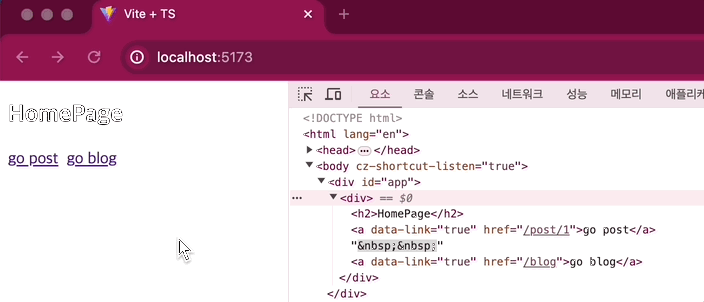 Vite + TS
localhost:5173
HomePage
go post go blog
요소 콘솔 소스 네트워크 성능 메모리 애플리케
<!DOCTYPE html>
<html lang="en">
<head> </head>
<body cz-shortcut-listen="true">
<div id="app">
<div> == $0
<h2>HomePage</h2>
<a data-link="true" href="/post/1">go post</a>
"&nbsp;&nbsp;"
<a data-link="true" href="/blog">go blog</a>
</div>
</div>